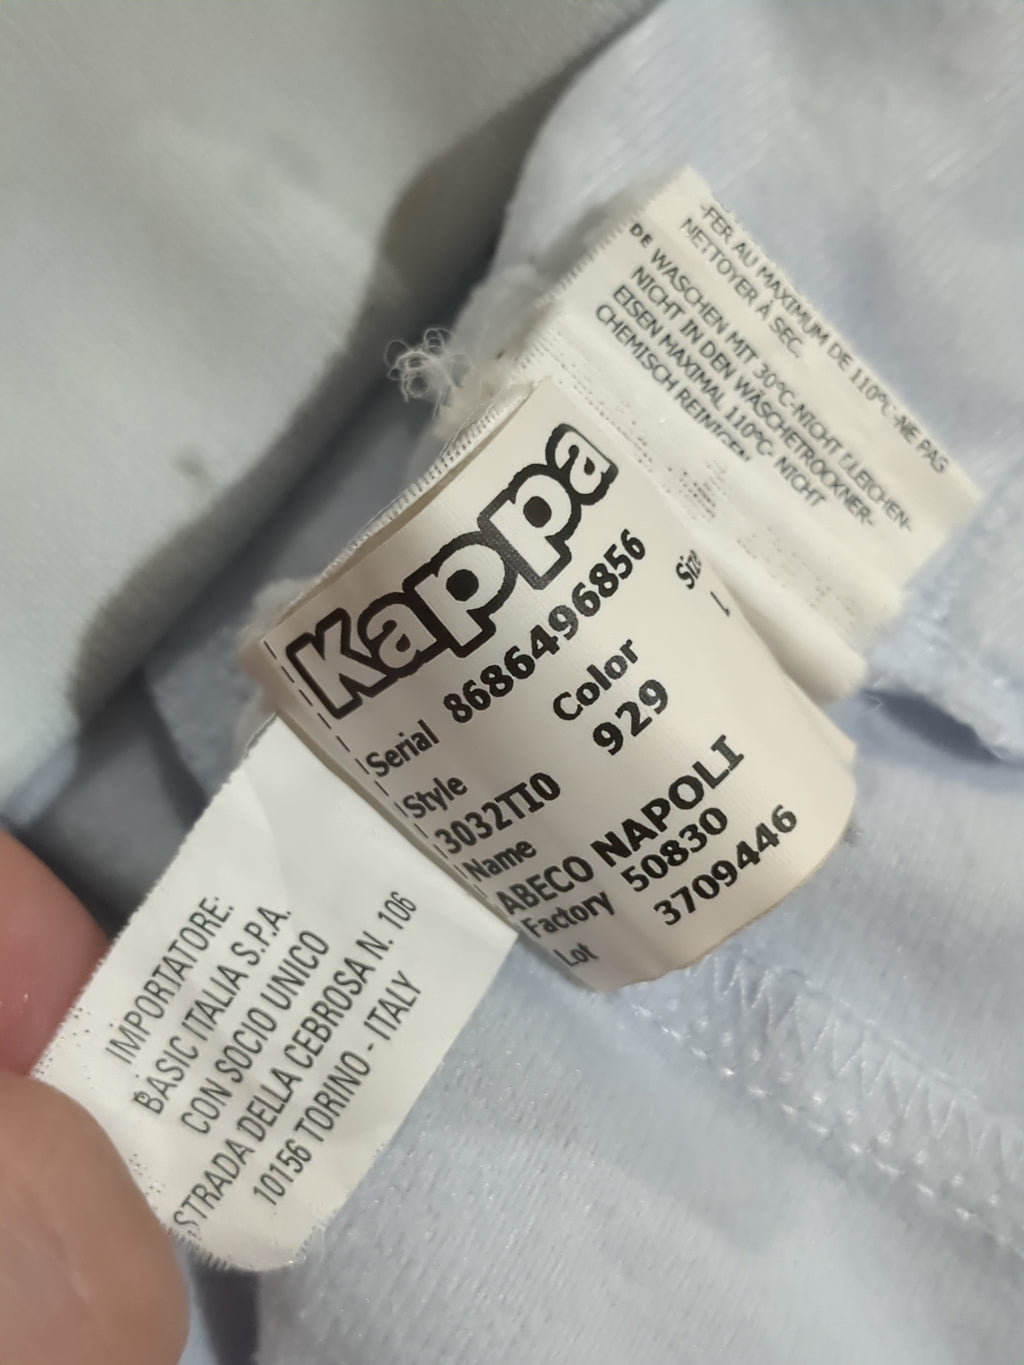 -FER AU MAXIMUM DE 110°C-NE PAS
NETTOYER À SEC.
DE WASCHEN MIT 30°C-NICHT BLEICHEN-
NICHT IN DEN WÄSCHETROCKNER-
EISEN MAXIMAL 110°C- NICHT
CHEMISCH REINIGEN
Kappa
Serial 8686496856
Style Color Size
3032TI0 929
Name
ABECO NAPOLI
Factory 50830
Lot 3709446
IMPORTATORE:
BASIC ITALIA S.P.A.
CON SOCIO UNICO
STRADA DELLA CEBROSA N. 106
10156 TORINO - ITALY